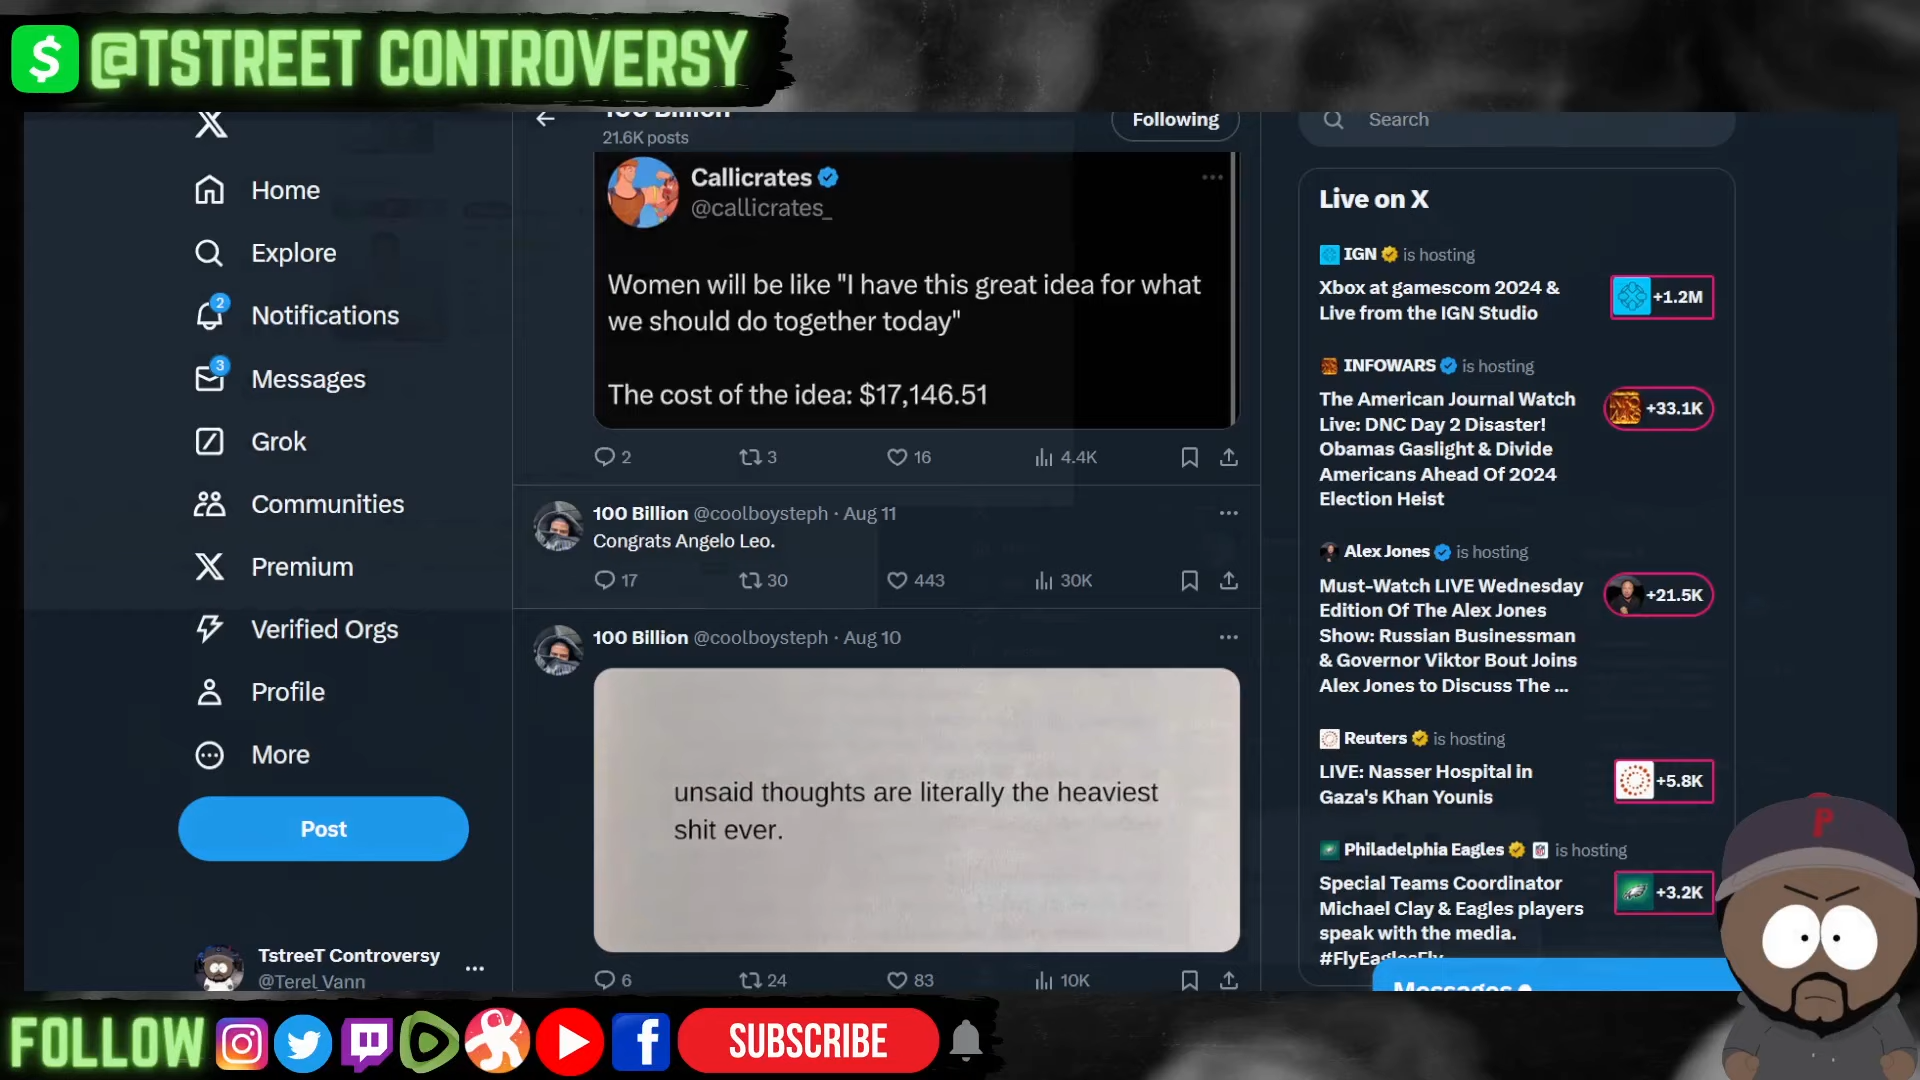 $ @TSTREET CONTROVERSY
100 Billion
21.6K posts
Following
Search
Home
Explore
2
Notifications
3
Messages
Grok
Communities
Premium
Verified Orgs
Profile
More
Post
TstreeT Controversy
@Terel_Vann
Callicrates
@callicrates_
Women will be like "I have this great idea for what
we should do together today"
The cost of the idea: $17,146.51
2 3 16 4.4K
100 Billion @coolboysteph · Aug 11
Congrats Angelo Leo.
17 30 443 30K
100 Billion @coolboysteph · Aug 10
unsaid thoughts are literally the heaviest
shit ever.
6 24 83 10K
Live on X
IGN is hosting
Xbox at gamescom 2024 &
Live from the IGN Studio
+1.2M
INFOWARS is hosting
The American Journal Watch
Live: DNC Day 2 Disaster!
Obamas Gaslight & Divide
Americans Ahead Of 2024
Election Heist
+33.1K
Alex Jones is hosting
Must-Watch LIVE Wednesday
Edition Of The Alex Jones
Show: Russian Businessman
& Governor Viktor Bout Joins
Alex Jones to Discuss The ...
+21.5K
Reuters is hosting
LIVE: Nasser Hospital in
Gaza's Khan Younis
+5.8K
Philadelphia Eagles is hosting
Special Teams Coordinator
Michael Clay & Eagles players
speak with the media.
#FlyEaglesFly
+3.2K
Messages
P
FOLLOW
SUBSCRIBE